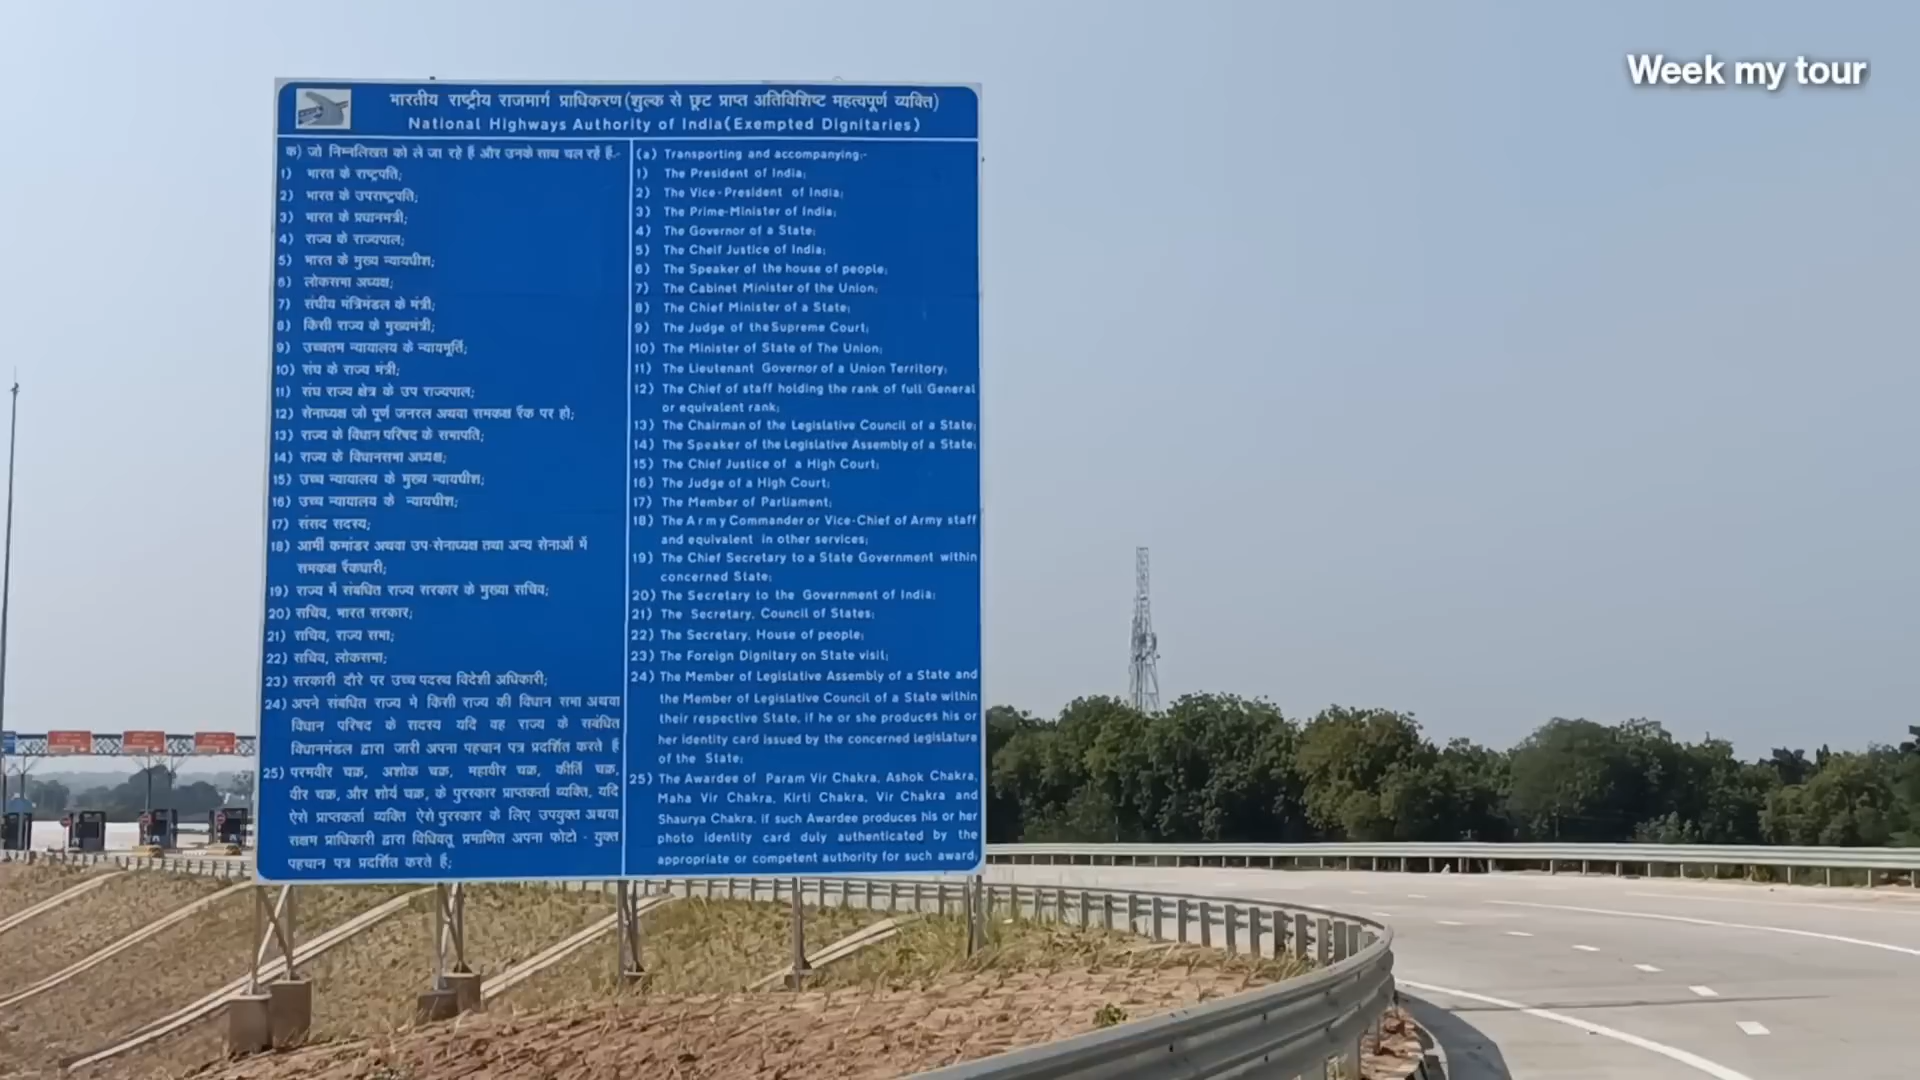 Week my tour
भारतीय राष्ट्रीय राजमार्ग प्राधिकरण (शुल्क से छूट प्राप्त अतिविशिष्ट महत्वपूर्ण व्यक्ति)
National Highways Authority of India (Exempted Dignitaries)
क) जो निम्नलिखत को ले जा रहे हैं और उनके साथ चल रहें हैं:-
1) भारत के राष्ट्रपति;
2) भारत के उपराष्ट्रपति;
3) भारत के प्रधानमंत्री;
4) राज्य के राज्यपाल;
5) भारत के मुख्य न्यायधीश;
6) लोकसभा अध्यक्ष;
7) संघीय मंत्रिमंडल के मंत्री;
8) किसी राज्य के मुख्यमंत्री;
9) उच्चतम न्यायालय के न्यायमूर्ति;
10) संघ के राज्य मंत्री;
11) संघ राज्य क्षेत्र के उप राज्यपाल;
12) सेनाध्यक्ष जो पूर्ण जनरल अथवा समकक्ष रैंक पर हो;
13) राज्य के विधान परिषद के सभापति;
14) राज्य के विधानसभा अध्यक्ष;
15) उच्च न्यायालय के मुख्य न्यायधीश;
16) उच्च न्यायालय के न्यायधीश;
17) संसद सदस्य;
18) आर्मी कमांडर अथवा उप-सेनाध्यक्ष तथा अन्य सेनाओं में
समकक्ष रैंकधारी;
19) राज्य में संबधित राज्य सरकार के मुख्या सचिव;
20) सचिव, भारत सरकार;
21) सचिव, राज्य सभा;
22) सचिव, लोकसभा;
23) सरकारी दौरे पर उच्च पदस्थ विदेशी अधिकारी;
24) अपने संबधित राज्य मे किसी राज्य की विधान सभा अथवा
विधान परिषद के सदस्य यदि वह राज्य के संबंधित
विधानमंडल द्वारा जारी अपना पहचान पत्र प्रदर्शित करते हैं
25) परमवीर चक्र, अशोक चक्र, महावीर चक्र, कीर्ति चक्र,
वीर चक्र, और शोर्य चक्र, के पुरस्कार प्राप्तकर्ता व्यक्ति, यदि
ऐसे प्राप्तकर्ता व्यक्ति ऐसे पुरस्कार के लिए उपयुक्त अथवा
सक्षम प्राधिकारी द्वारा विधिवतू प्रमाणित अपना फोटो - युक्त
पहचान पत्र प्रदर्शित करते हैं;
(a) Transporting and accompanying:-
1) The President of India;
2) The Vice-President of India;
3) The Prime-Minister of India;
4) The Governor of a State;
5) The Cheif Justice of India;
6) The Speaker of the house of people;
7) The Cabinet Minister of the Union;
8) The Chief Minister of a State;
9) The Judge of the Supreme Court;
10) The Minister of State of The Union;
11) The Lieutenant Governor of a Union Territory;
12) The Chief of staff holding the rank of full General
or equivalent rank;
13) The Chairman of the Legislative Council of a State;
14) The Speaker of the Legislative Assembly of a State;
15) The Chief Justice of a High Court;
16) The Judge of a High Court;
17) The Member of Parliament;
18) The Army Commander or Vice-Chief of Army staff
and equivalent in other services;
19) The Chief Secretary to a State Government within
concerned State;
20) The Secretary to the Government of India;
21) The Secretary, Council of States;
22) The Secretary, House of people;
23) The Foreign Dignitary on State visit;
24) The Member of Legislative Assembly of a State and
the Member of Legislative Council of a State within
their respective State, if he or she produces his or
her identity card issued by the concerned legislature
of the State;
25) The Awardee of Param Vir Chakra, Ashok Chakra,
Maha Vir Chakra, Kirti Chakra, Vir Chakra and
Shaurya Chakra, if such Awardee produces his or her
photo identity card duly authenticated by the
appropriate or competent authority for such award;